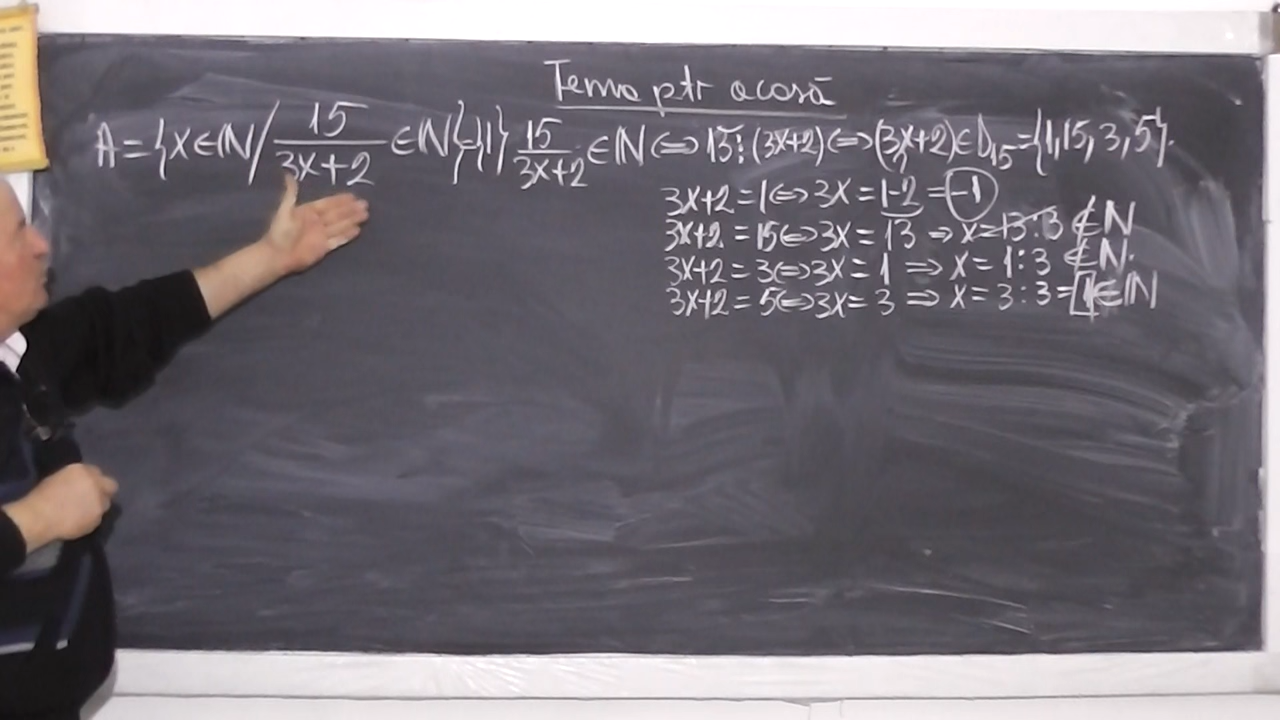 Tema ptr acasă
A = {x ∈ ℕ / 15/(3x+2) ∈ ℕ} = {1} 15/(3x+2) ∈ ℕ ⇔ 15 ⋮ (3x+2) ⇔ (3x+2) ∈ D₁₅ = {1, 15, 3, 5}.
3x+2 = 1 ⇔ 3x = 1-2 = -1
3x+2 = 15 ⇔ 3x = 13 ⇒ x = 13 : 3 ∉ ℕ
3x+2 = 3 ⇔ 3x = 1 ⇒ x = 1 : 3 ∉ ℕ.
3x+2 = 5 ⇔ 3x = 3 ⇒ x = 3 : 3 = 1 ∈ ℕ